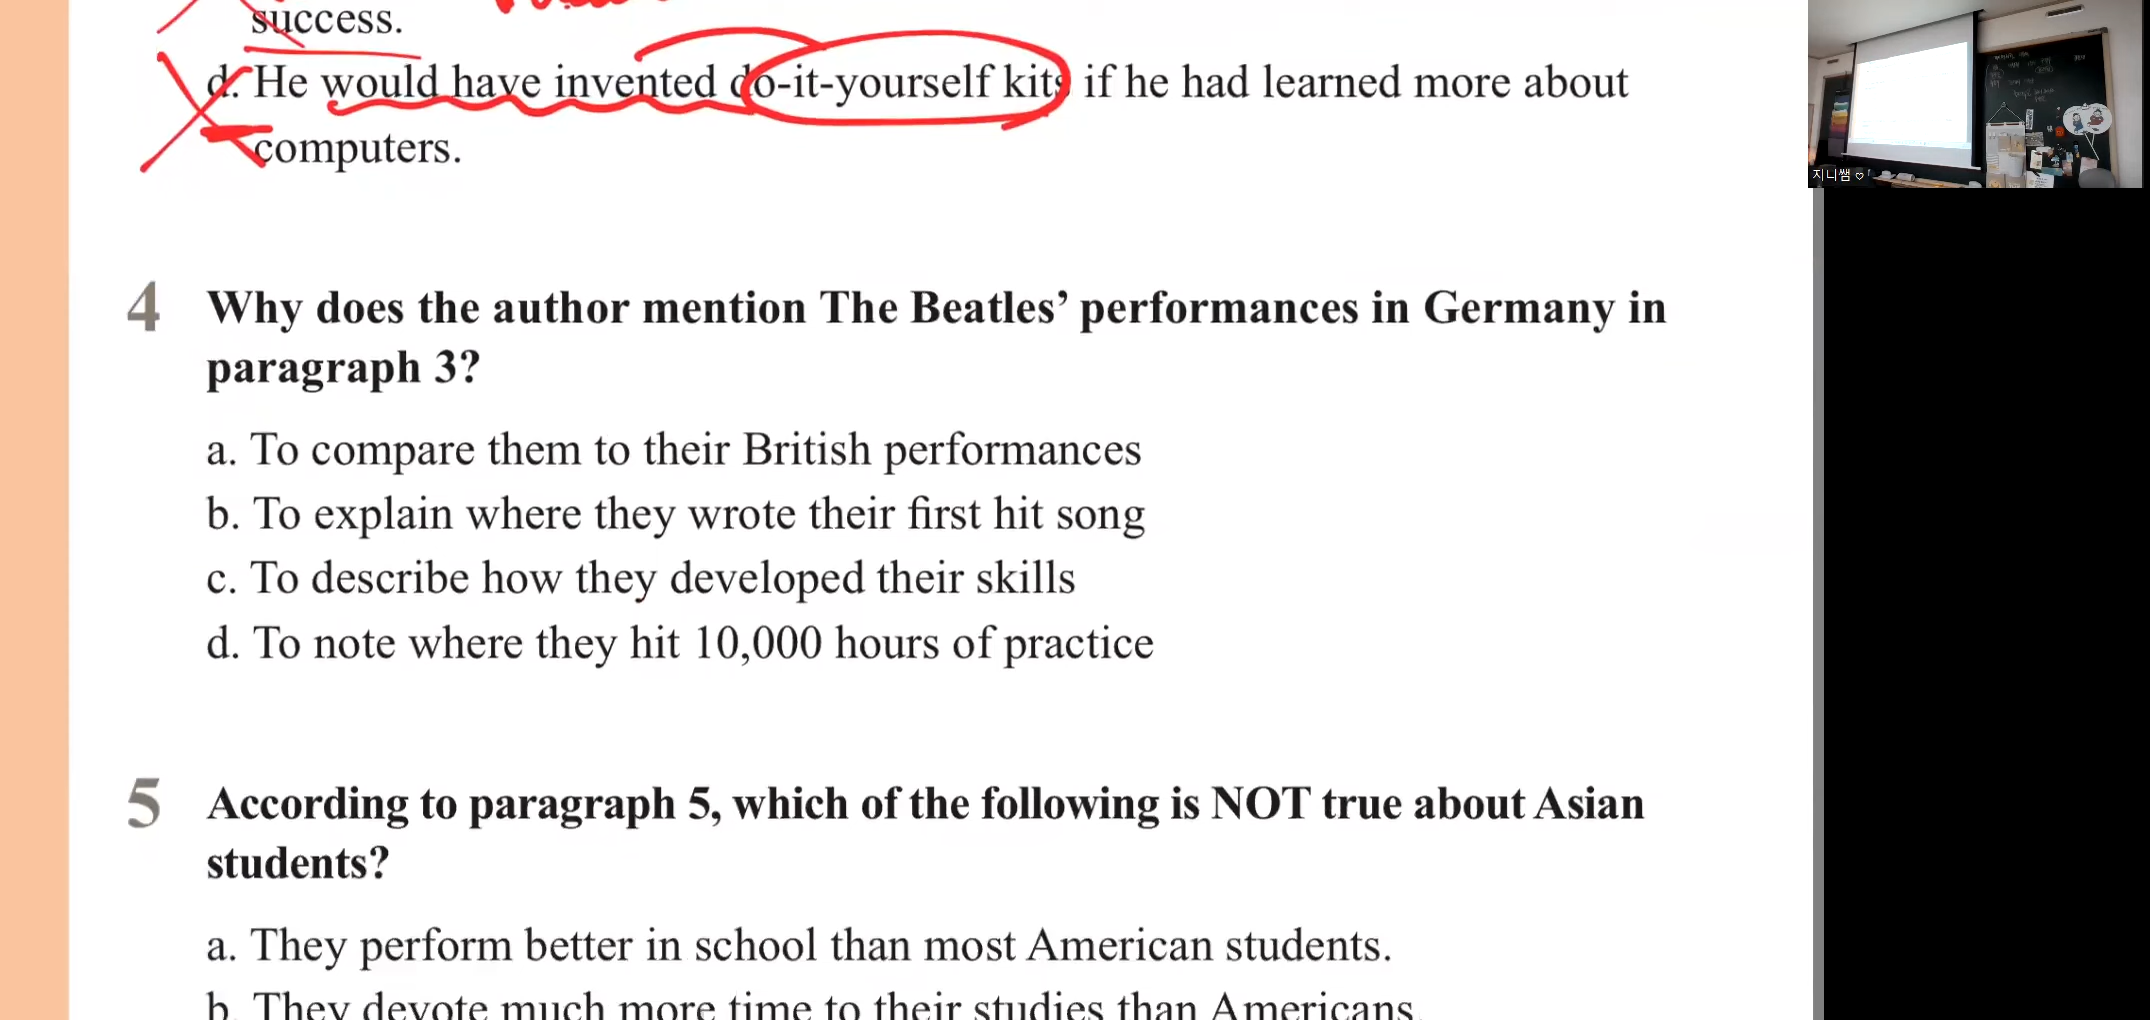 success.
d. He would have invented do-it-yourself kits if he had learned more about
computers.
지니쌤 ♡
4 Why does the author mention The Beatles’ performances in Germany in
paragraph 3?
a. To compare them to their British performances
b. To explain where they wrote their first hit song
c. To describe how they developed their skills
d. To note where they hit 10,000 hours of practice
5 According to paragraph 5, which of the following is NOT true about Asian
students?
a. They perform better in school than most American students.
b. They devote much more time to their studies than Americans.